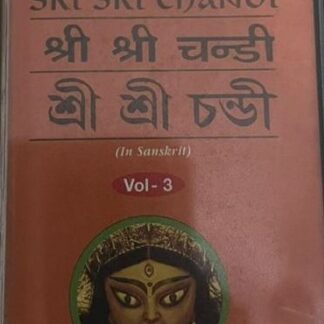 SRI SRI CHANDI
श्री श्री चन्डी
শ্রী শ্রী চন্ডী
(In Sanskrit)
Vol - 3